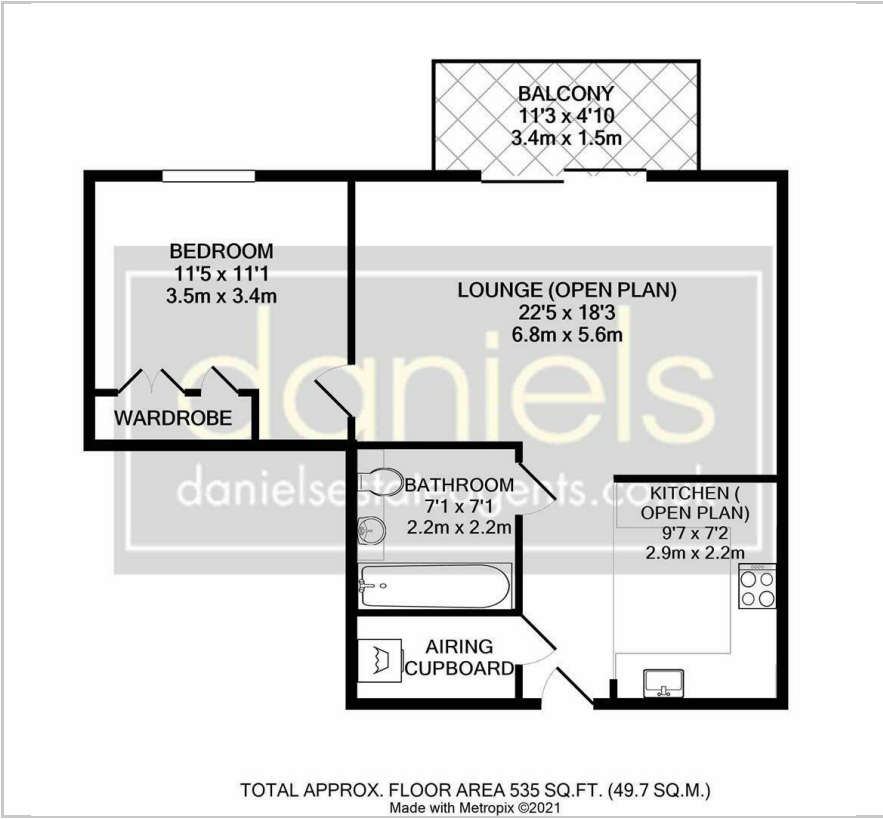 BALCONY
11'3 x 4'10
3.4m x 1.5m
BEDROOM
11'5 x 11'1
3.5m x 3.4m
LOUNGE (OPEN PLAN)
22'5 x 18'3
6.8m x 5.6m
daniels
WARDROBE
danielsestateagents.co.uk
BATHROOM
7'1 x 7'1
2.2m x 2.2m
KITCHEN (
OPEN PLAN)
9'7 x 7'2
2.9m x 2.2m
AIRING
CUPBOARD
TOTAL APPROX. FLOOR AREA 535 SQ.FT. (49.7 SQ.M.)
Made with Metropix ©2021